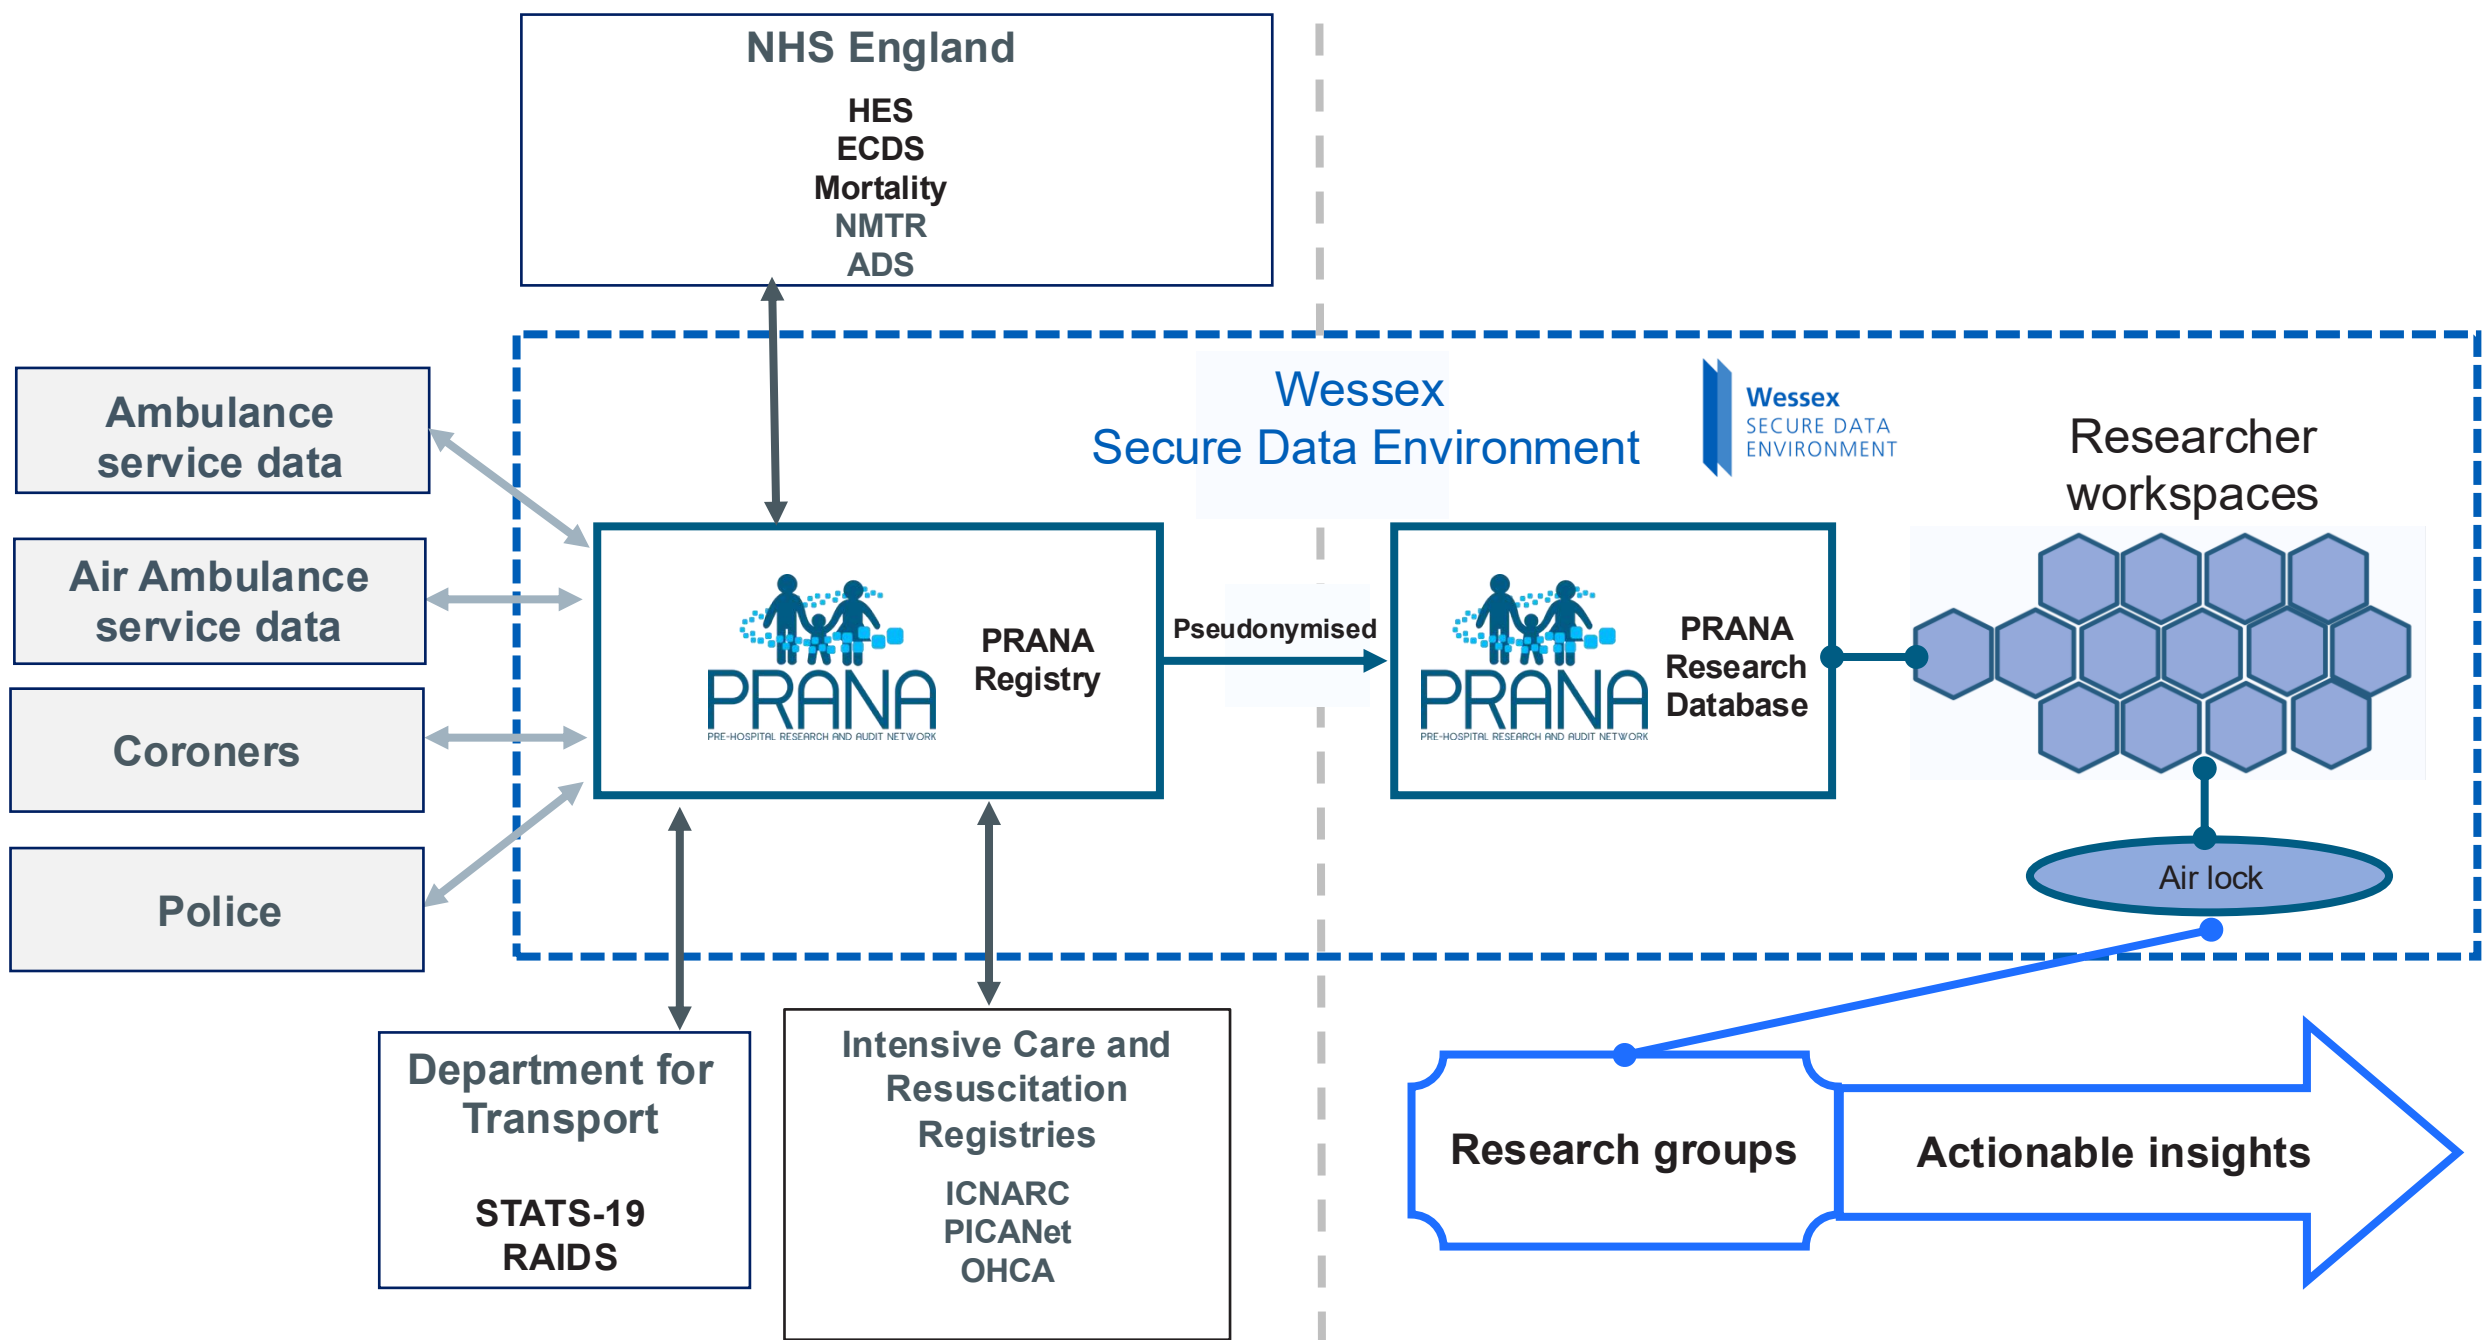 NHS England
HES
ECDS
Mortality
NMTR
ADS
Wessex
Secure Data Environment
Wessex
SECURE DATA
ENVIRONMENT
Researcher
workspaces
Ambulance
service data
Air Ambulance
service data
Coroners
Police
PRANA
PRE-HOSPITAL RESEARCH AND AUDIT NETWORK
PRANA
Registry
Pseudonymised
PRANA
PRE-HOSPITAL RESEARCH AND AUDIT NETWORK
PRANA
Research
Database
Air lock
Department for
Transport
STATS-19
RAIDS
Intensive Care and
Resuscitation
Registries
ICNARC
PICANet
OHCA
Research groups
Actionable insights